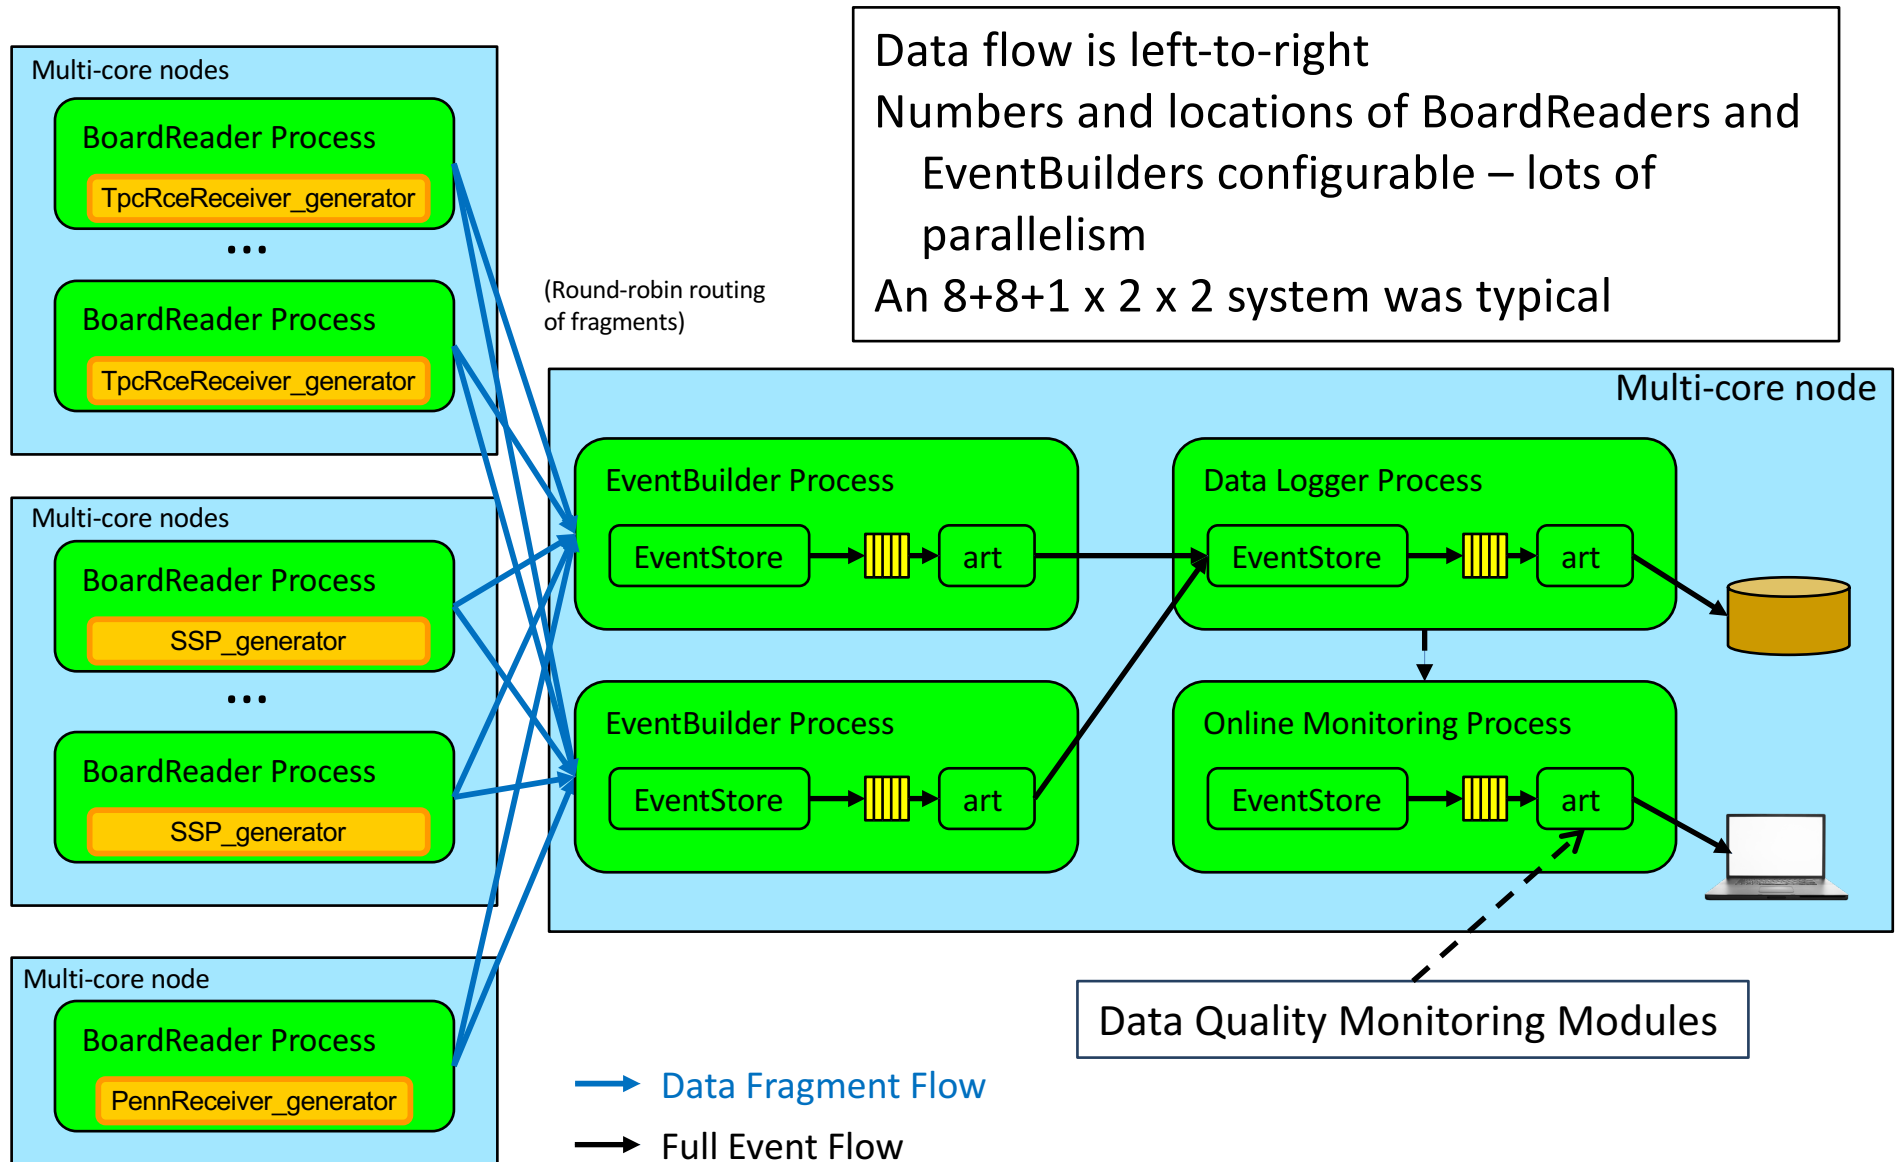 Data flow is left-to-right
Numbers and locations of BoardReaders and
EventBuilders configurable – lots of
parallelism
An 8+8+1 x 2 x 2 system was typical
Multi-core nodes
BoardReader Process
TpcRceReceiver_generator
...
BoardReader Process
TpcRceReceiver_generator
(Round-robin routing
of fragments)
Multi-core nodes
BoardReader Process
SSP_generator
...
BoardReader Process
SSP_generator
Multi-core node
BoardReader Process
PennReceiver_generator
Multi-core node
EventBuilder Process
EventStore
art
Data Logger Process
EventStore
art
EventBuilder Process
EventStore
art
Online Monitoring Process
EventStore
art
Data Quality Monitoring Modules
Data Fragment Flow
Full Event Flow